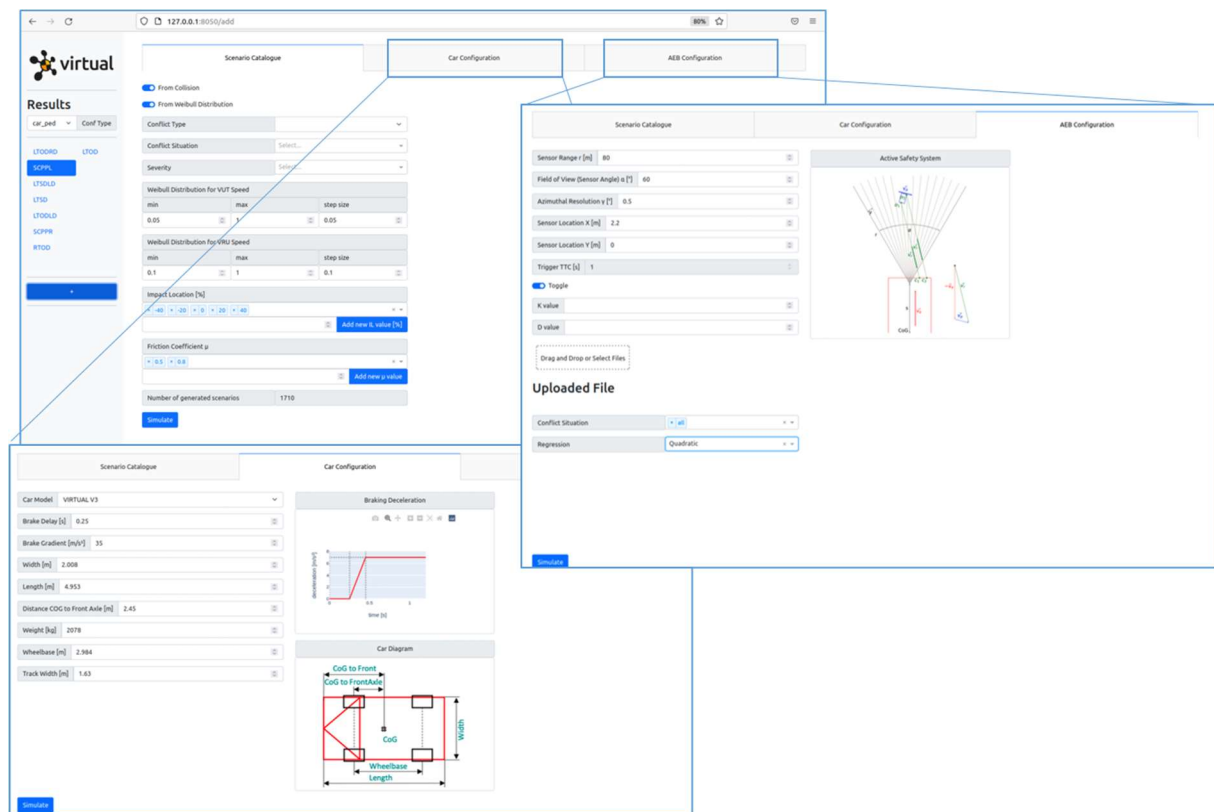 127.0.0.1:8050/add
80%
virtual
Scenario Catalogue
Car Configuration
AEB Configuration
Results
car_ped
Conf Type
LTODRD
LTOD
SCPPL
LTSDLD
LTSD
LTODLD
SCPPR
RTOD
+
From Collision
From Weibull Distribution
Conflict Type
Conflict Situation
Select...
Severity
Select...
Weibull Distribution for VUT Speed
min max step size
0.05 1 0.05
Weibull Distribution for VRU Speed
min max step size
0.1 1 0.1
Impact Location [%]
× -40 × -20 × 0 × 20 × 40
Add new IL value [%]
Friction Coefficient μ
× 0.5 × 0.8
Add new μ value
Number of generated scenarios 1710
Simulate
Scenario Catalogue
Car Configuration
AEB Configuration
Sensor Range r [m] 80
Field of View (Sensor Angle) α [°] 60
Azimuthal Resolution γ [°] 0.5
Sensor Location X [m] 2.2
Sensor Location Y [m] 0
Trigger TTC [s] 1
Toggle
K value
D value
Drag and Drop or Select Files
Uploaded File
Conflict Situation × all
Regression Quadratic
Simulate
Active Safety System
CoG
Scenario Catalogue
Car Configuration
Car Model VIRTUAL V3
Brake Delay [s] 0.25
Brake Gradient [m/s³] 35
Width [m] 2.008
Length [m] 4.953
Distance COG to Front Axle [m] 2.45
Weight [kg] 2078
Wheelbase [m] 2.984
Track Width [m] 1.63
Simulate
Braking Deceleration
deceleration [m/s²]
8
6
4
2
0
0 0.5 1
time [s]
Car Diagram
CoG to Front
CoG to FrontAxle
CoG
Width
Wheelbase
Length